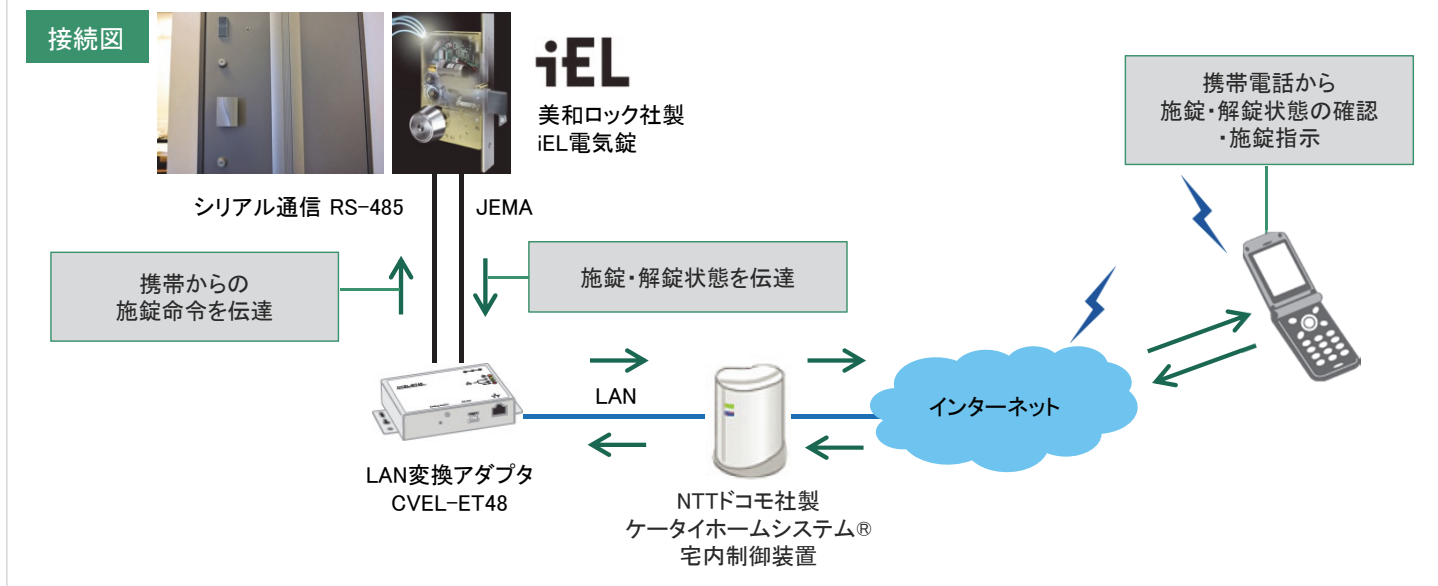 接続図
iEL
美和ロック社製
iEL電気錠
携帯電話から
施錠・解錠状態の確認
・施錠指示
シリアル通信 RS-485
JEMA
携帯からの
施錠命令を伝達
施錠・解錠状態を伝達
LAN
インターネット
LAN変換アダプタ
CVEL-ET48
NTTドコモ社製
ケータイホームシステム®
宅内制御装置